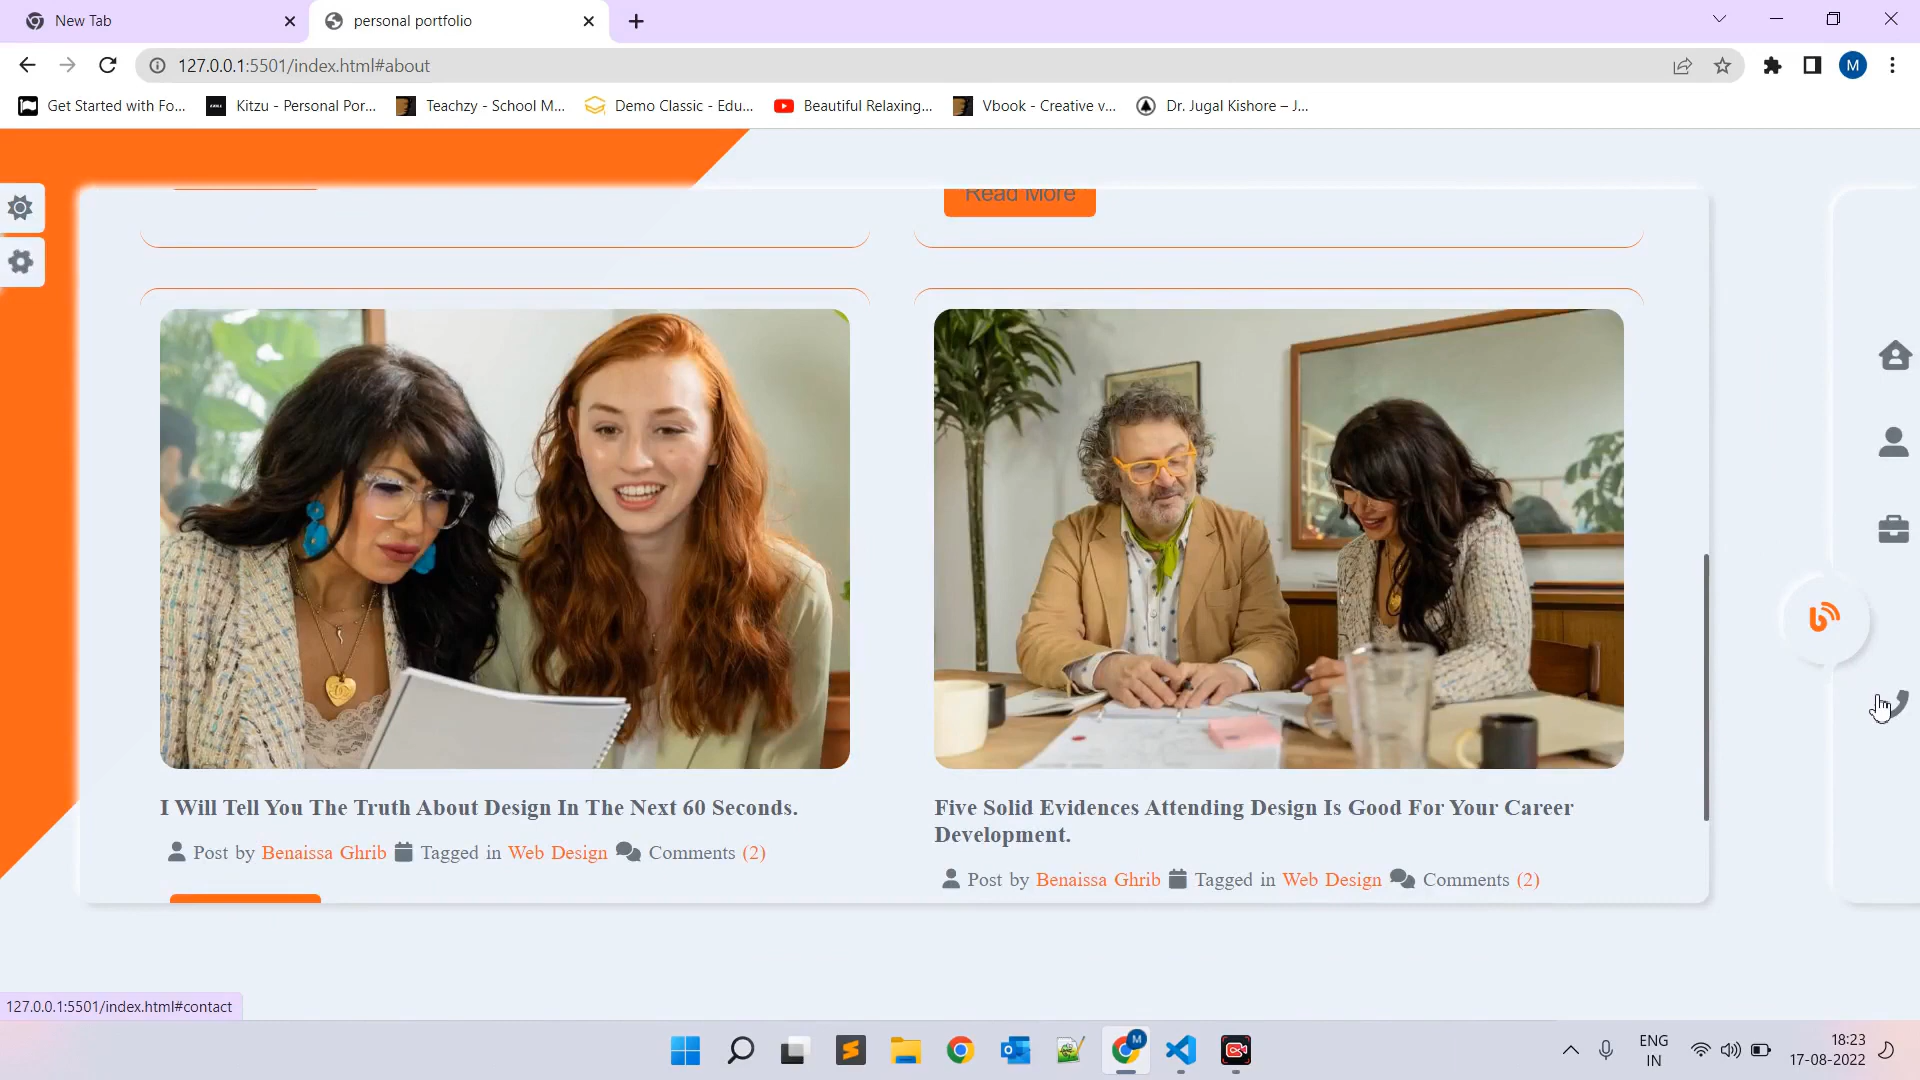 New Tab
personal portfolio
127.0.0.1:5501/index.html#about
M
Get Started with Fo...
Kitzu - Personal Por...
Teachzy - School M...
Demo Classic - Edu...
Beautiful Relaxing...
Vbook - Creative v...
Dr. Jugal Kishore – J...
Read More
I Will Tell You The Truth About Design In The Next 60 Seconds.
Post by Benaissa Ghrib Tagged in Web Design Comments (2)
Five Solid Evidences Attending Design Is Good For Your Career
Development.
Post by Benaissa Ghrib Tagged in Web Design Comments (2)
127.0.0.1:5501/index.html#contact
M
ENG
IN
18:23
17-08-2022